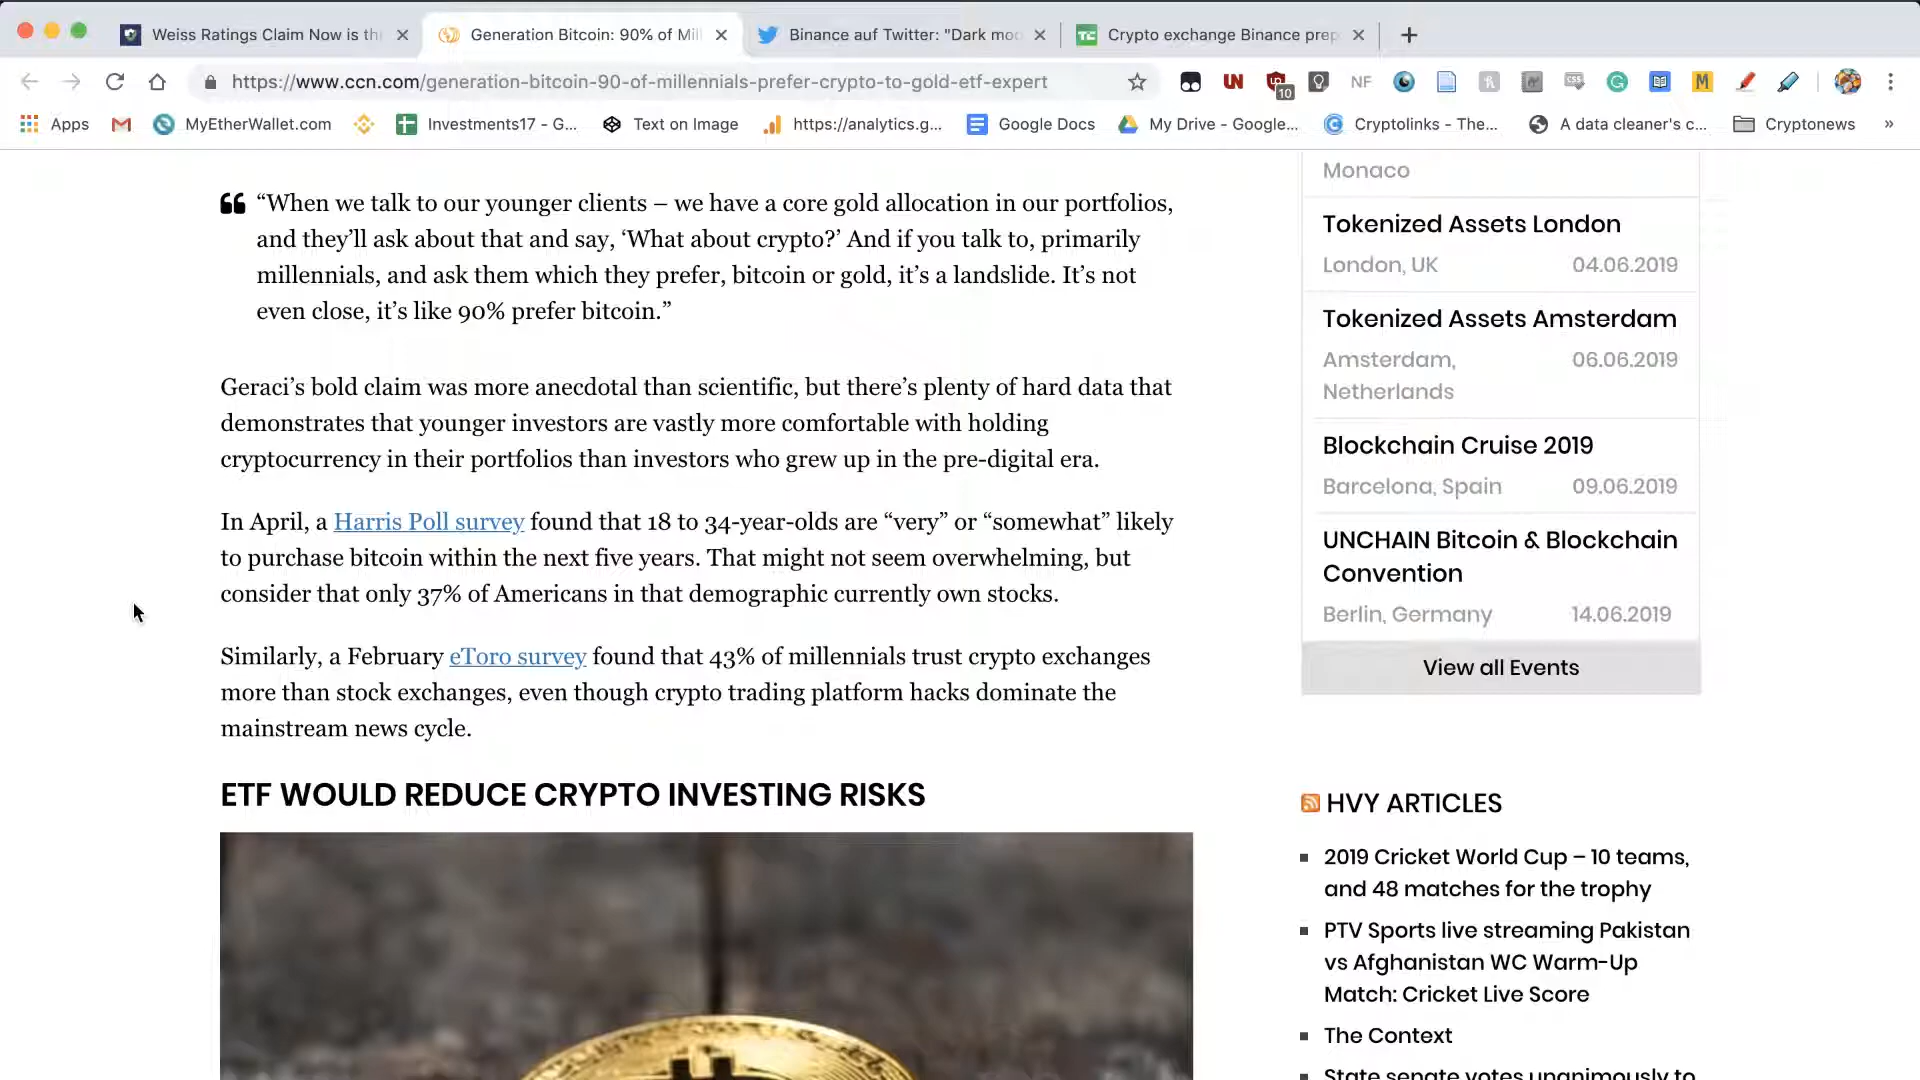 Weiss Ratings Claim Now is th
Generation Bitcoin: 90% of Mil
Binance auf Twitter: "Dark mo
Crypto exchange Binance prep
https://www.ccn.com/generation-bitcoin-90-of-millennials-prefer-crypto-to-gold-etf-expert
UN
10
NF
CSS
M
Apps
MyEtherWallet.com
Investments17 - G...
Text on Image
https://analytics.g...
Google Docs
My Drive - Google...
Cryptolinks - The...
A data cleaner's c...
Cryptonews
»
“When we talk to our younger clients – we have a core gold allocation in our portfolios,
and they’ll ask about that and say, ‘What about crypto?’ And if you talk to, primarily
millennials, and ask them which they prefer, bitcoin or gold, it’s a landslide. It’s not
even close, it’s like 90% prefer bitcoin.”
Geraci’s bold claim was more anecdotal than scientific, but there’s plenty of hard data that
demonstrates that younger investors are vastly more comfortable with holding
cryptocurrency in their portfolios than investors who grew up in the pre-digital era.
In April, a Harris Poll survey found that 18 to 34-year-olds are “very” or “somewhat” likely
to purchase bitcoin within the next five years. That might not seem overwhelming, but
consider that only 37% of Americans in that demographic currently own stocks.
Similarly, a February eToro survey found that 43% of millennials trust crypto exchanges
more than stock exchanges, even though crypto trading platform hacks dominate the
mainstream news cycle.
ETF WOULD REDUCE CRYPTO INVESTING RISKS
Monaco
Tokenized Assets London
London, UK 04.06.2019
Tokenized Assets Amsterdam
Amsterdam, 06.06.2019
Netherlands
Blockchain Cruise 2019
Barcelona, Spain 09.06.2019
UNCHAIN Bitcoin & Blockchain
Convention
Berlin, Germany 14.06.2019
View all Events
HVY ARTICLES
2019 Cricket World Cup – 10 teams,
and 48 matches for the trophy
PTV Sports live streaming Pakistan
vs Afghanistan WC Warm-Up
Match: Cricket Live Score
The Context
State senate votes unanimously to